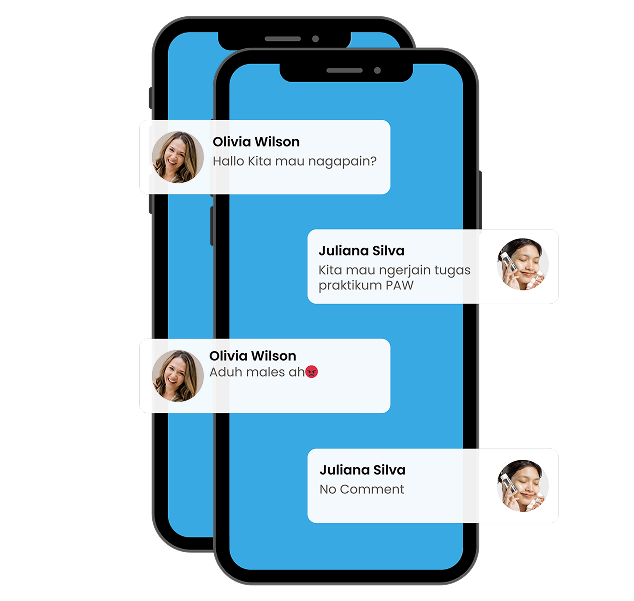 Olivia Wilson
Hallo Kita mau nagapain?
Juliana Silva
Kita mau ngerjain tugas
praktikum PAW
Olivia Wilson
Aduh males ah😡
Juliana Silva
No Comment